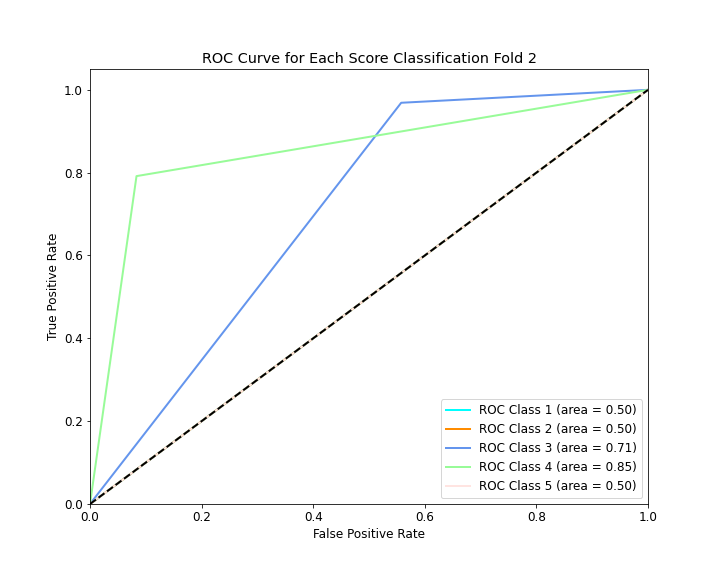 ROC Curve for Each Score Classification Fold 2
True Positive Rate
1.0
0.8
0.6
0.4
0.2
0.0
ROC Class 1 (area = 0.50)
ROC Class 2 (area = 0.50)
ROC Class 3 (area = 0.71)
ROC Class 4 (area = 0.85)
ROC Class 5 (area = 0.50)
0.0 0.2 0.4 0.6 0.8 1.0
False Positive Rate